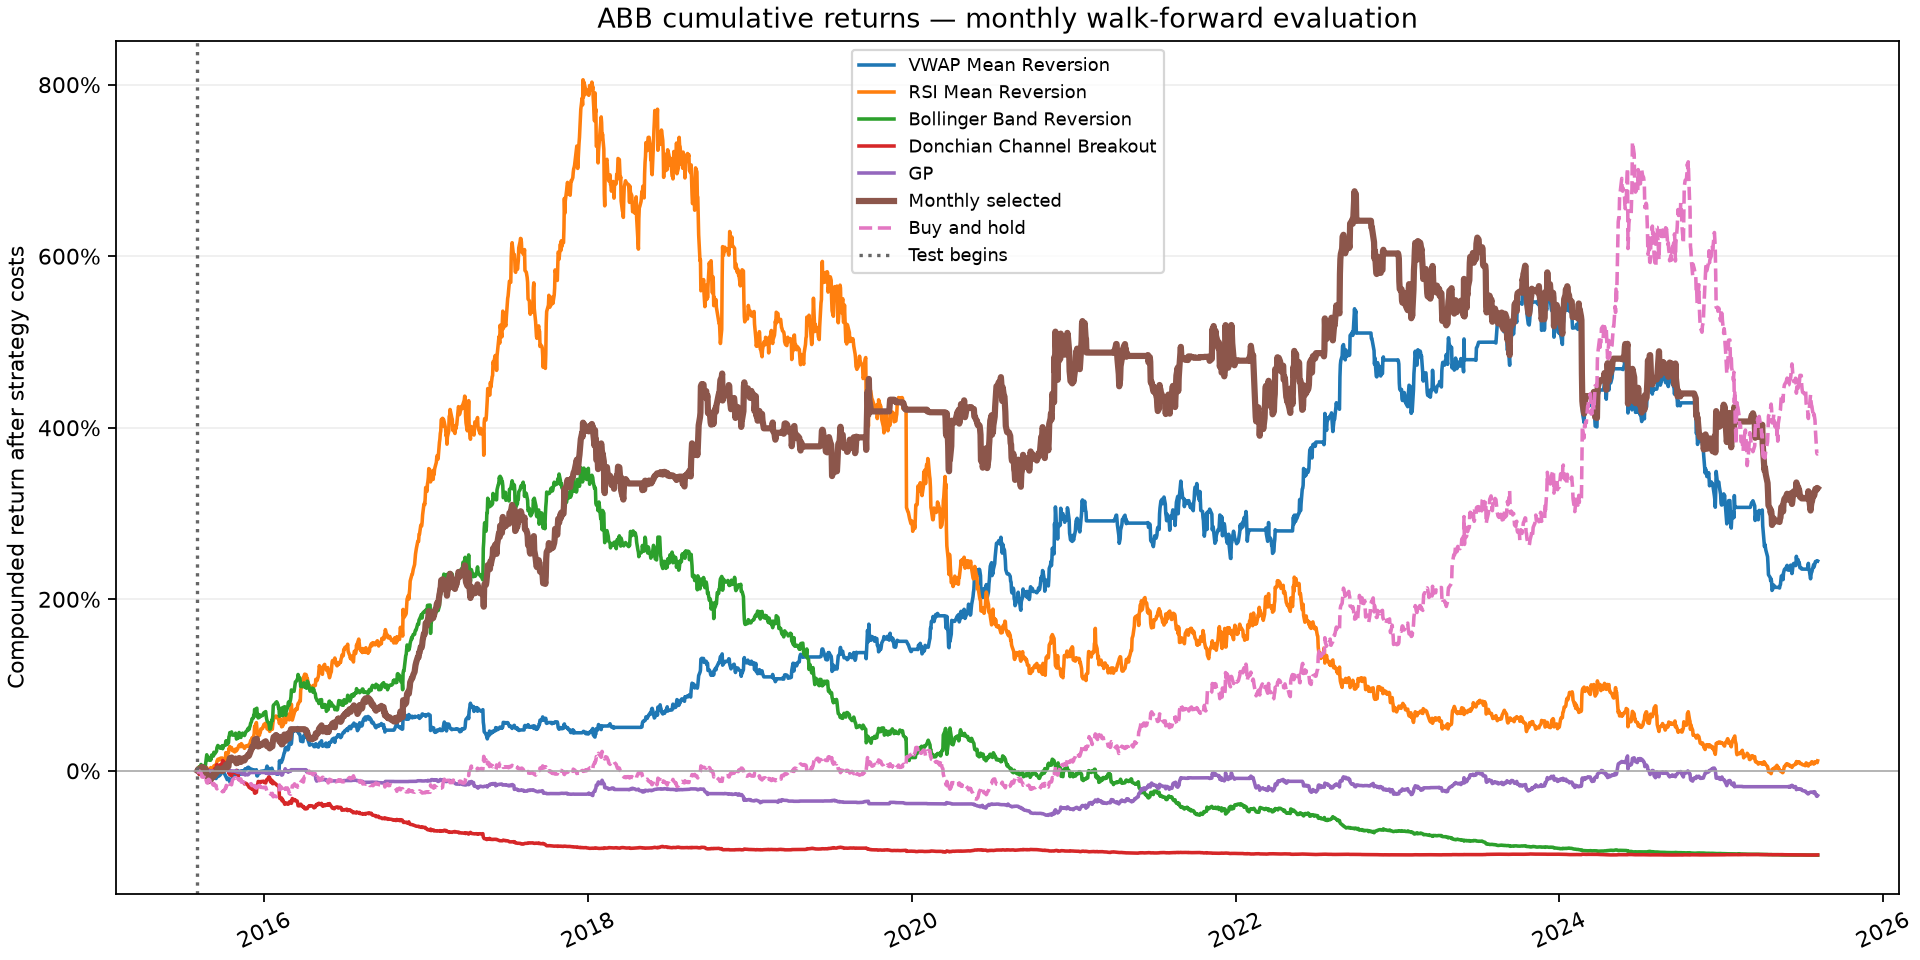 ABB cumulative returns — monthly walk-forward evaluation
Compounded return after strategy costs
800%
600%
400%
200%
0%
VWAP Mean Reversion
RSI Mean Reversion
Bollinger Band Reversion
Donchian Channel Breakout
GP
Monthly selected
Buy and hold
Test begins
2016
2018
2020
2022
2024
2026